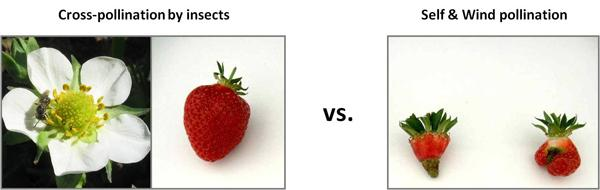 Cross-pollination by insects
Self & Wind pollination
vs.